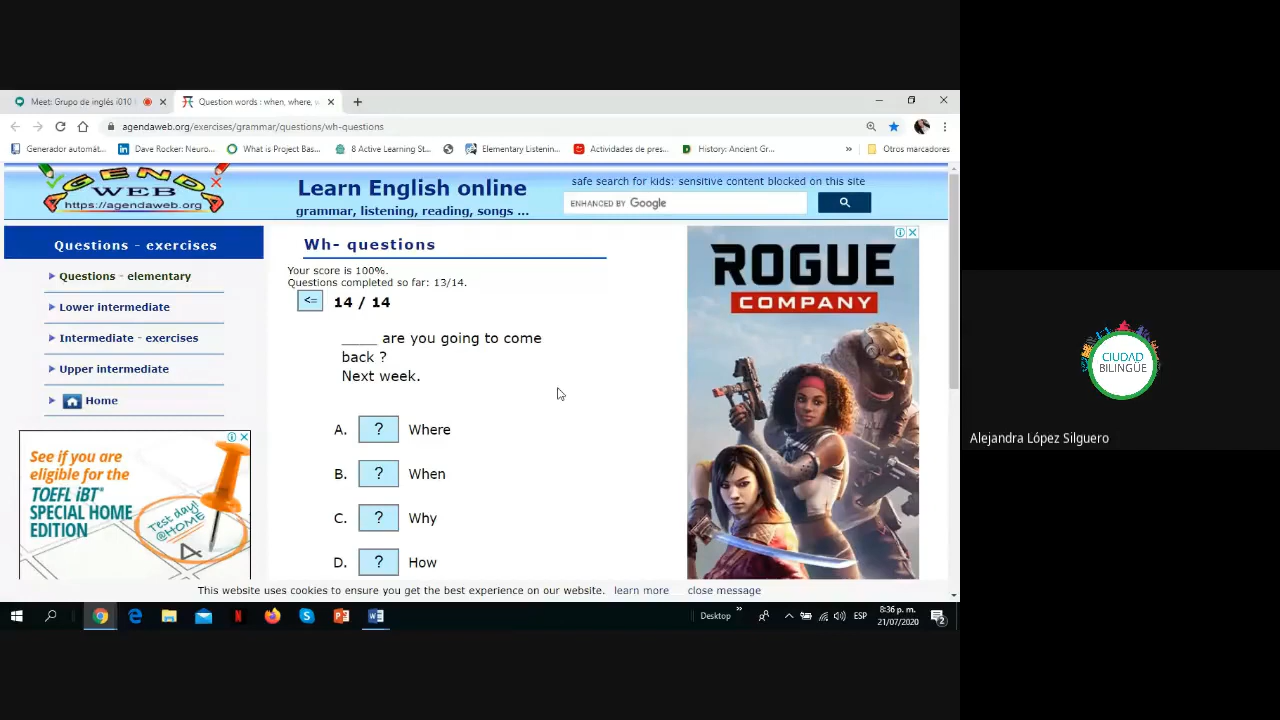 Meet: Grupo de inglés i010
Question words : when, where,
agendaweb.org/exercises/grammar/questions/wh-questions
Generador automát...
Dave Rocker: Neuro...
What is Project Bas...
8 Active Learning St...
Elementary Listenin...
Actividades de pres...
History: Ancient Gr...
Otros marcadores
AGENDA
WEB
https://agendaweb.org
Learn English online
grammar, listening, reading, songs ...
safe search for kids: sensitive content blocked on this site
ENHANCED BY Google
Questions - exercises
Questions - elementary
Lower intermediate
Intermediate - exercises
Upper intermediate
Home
See if you are
eligible for the
TOEFL iBT®
SPECIAL HOME
EDITION
Test day!
@HOME
Wh- questions
Your score is 100%.
Questions completed so far: 13/14.
<= 14 / 14
____ are you going to come
back ?
Next week.
A. ? Where
B. ? When
C. ? Why
D. ? How
ROGUE
COMPANY
This website uses cookies to ensure you get the best experience on our website. learn more close message
Desktop
ESP
8:36 p. m.
21/07/2020
2
CIUDAD
BILINGÜE
Alejandra López Silguero